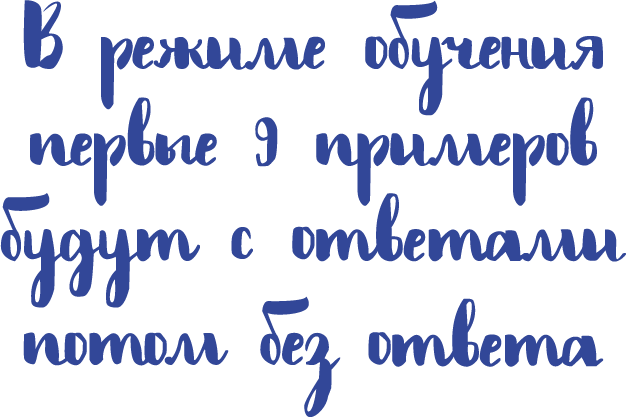 В режиме обучения
первые 9 примеров
будут с ответами
потом без ответа